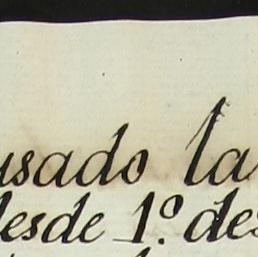 usado la
desde 1º. des